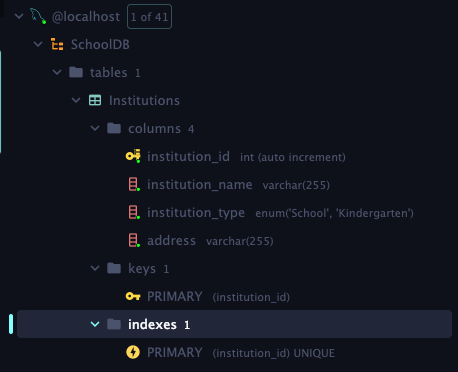 @localhost 1 of 41
SchoolDB
tables 1
Institutions
columns 4
institution_id int (auto increment)
institution_name varchar(255)
institution_type enum('School', 'Kindergarten')
address varchar(255)
keys 1
PRIMARY (institution_id)
indexes 1
PRIMARY (institution_id) UNIQUE